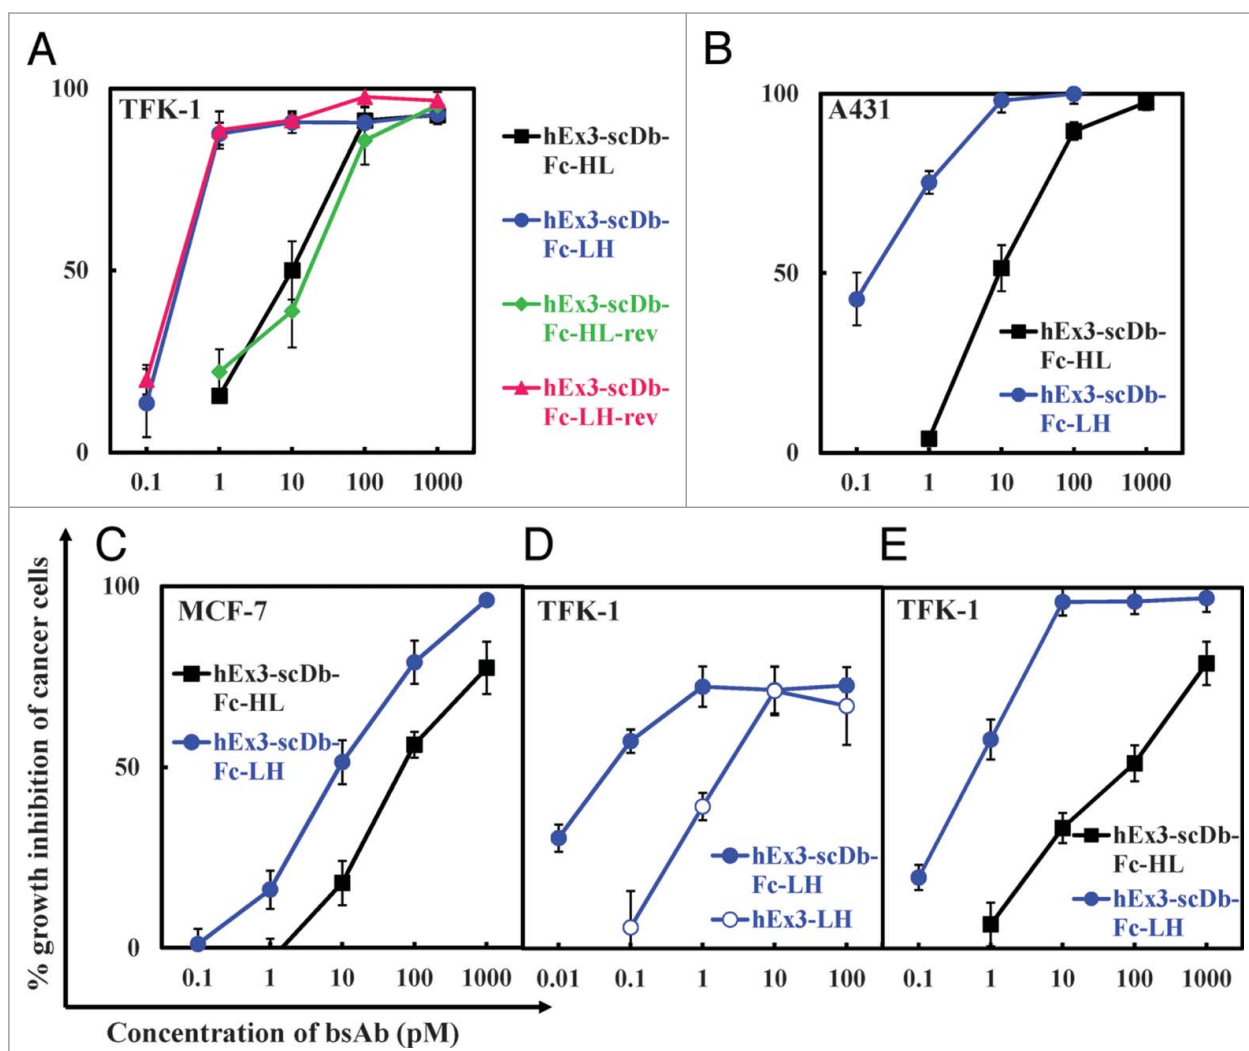 A
100
TFK-1
50
0
0.1 1 10 100 1000
hEx3-scDb-
Fc-HL
hEx3-scDb-
Fc-LH
hEx3-scDb-
Fc-HL-rev
hEx3-scDb-
Fc-LH-rev
B
100
A431
50
0
0.1 1 10 100 1000
hEx3-scDb-
Fc-HL
hEx3-scDb-
Fc-LH
% growth inhibition of cancer cells
C
100
MCF-7
hEx3-scDb-
Fc-HL
hEx3-scDb-
Fc-LH
50
0
0.1 1 10 100 1000
D
TFK-1
hEx3-scDb-
Fc-LH
hEx3-LH
0.01 0.1 1 10 100
E
TFK-1
hEx3-scDb-
Fc-HL
hEx3-scDb-
Fc-LH
0.1 1 10 100 1000
Concentration of bsAb (pM)